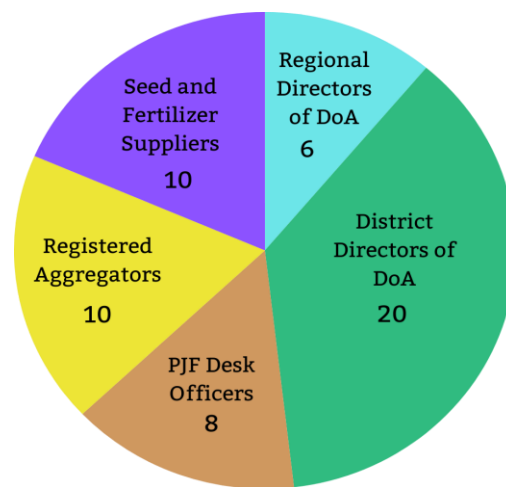 Regional
Directors
of DoA
6
District
Directors of
DoA
20
PJF Desk
Officers
8
Registered
Aggregators
10
Seed and
Fertilizer
Suppliers
10